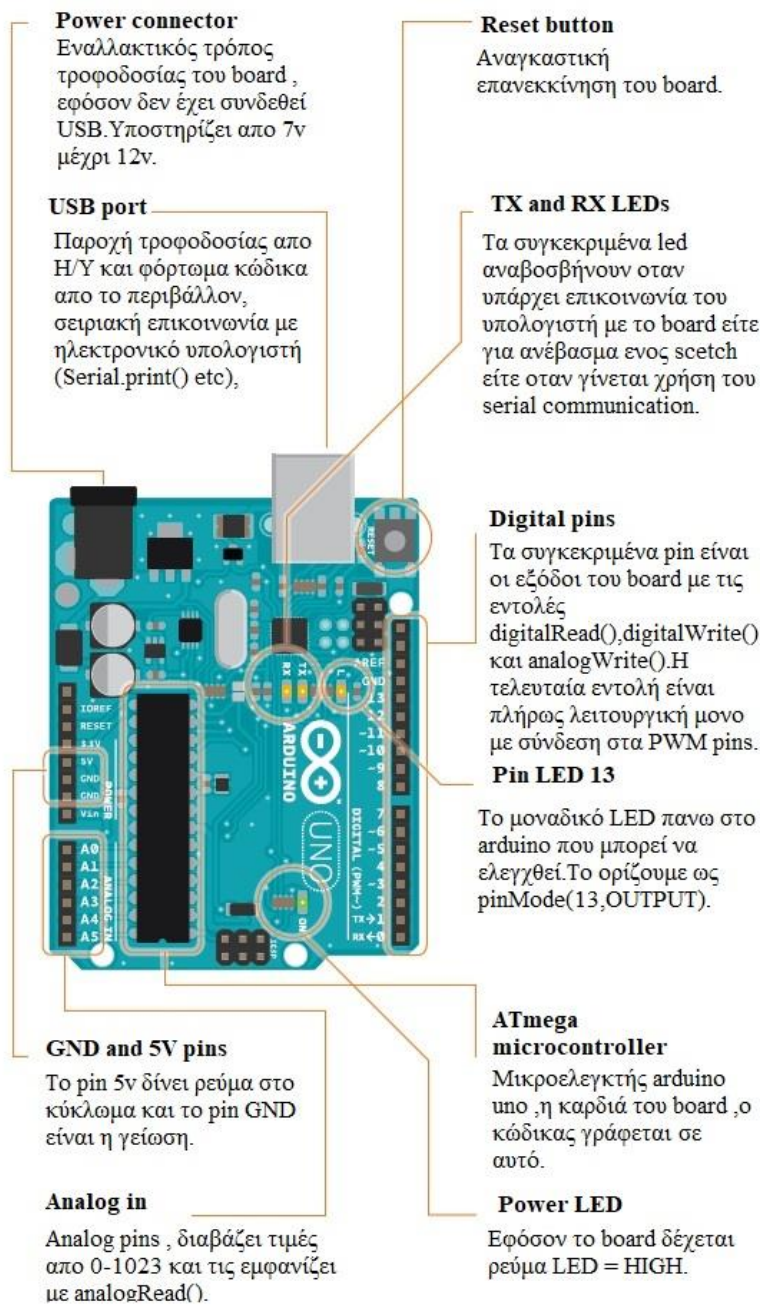 Power connector
Εναλλακτικός τρόπος
τροφοδοσίας του board ,
εφόσον δεν έχει συνδεθεί
USB.Υποστηρίζει απο 7v
μέχρι 12v.
USB port
Παροχή τροφοδοσίας απο
Η/Υ και φόρτωμα κώδικα
απο το περιβάλλον,
σειριακή επικοινωνία με
ηλεκτρονικό υπολογιστή
(Serial.print() etc),
Reset button
Αναγκαστική
επανεκκίνηση του board.
TX and RX LEDs
Τα συγκεκριμένα led
αναβοσβήνουν οταν
υπάρχει επικοινωνία του
υπολογιστή με το board είτε
για ανέβασμα ενος scetch
είτε οταν γίνεται χρήση του
serial communication.
Digital pins
Τα συγκεκριμένα pin είναι
οι εξόδοι του board με τις
εντολές
digitalRead(),digitalWrite()
και analogWrite().Η
τελευταία εντολή είναι
πλήρως λειτουργική μονο
με σύνδεση στα PWM pins.
Pin LED 13
Το μοναδικό LED πανω στο
arduino που μπορεί να
ελεγχθεί.Το ορίζουμε ως
pinMode(13,OUTPUT).
RESET
RX
TX
L
ARDUINO
UNO
ON
ICSP
IOREF
RESET
3.3V
5V
GND
GND
Vin
POWER
A0
A1
A2
A3
A4
A5
ANALOG IN
AREF
GND
13
12
~11
~10
~9
8
7
~6
~5
4
~3
2
TX→1
RX←0
DIGITAL (PWM~)
GND and 5V pins
Το pin 5v δίνει ρεύμα στο
κύκλωμα και το pin GND
είναι η γείωση.
Analog in
Analog pins , διαβάζει τιμές
απο 0-1023 και τις εμφανίζει
με analogRead().
ATmega
microcontroller
Μικροελεγκτής arduino
uno ,η καρδιά του board ,ο
κώδικας γράφεται σε
αυτό.
Power LED
Εφόσον το board δέχεται
ρεύμα LED = HIGH.